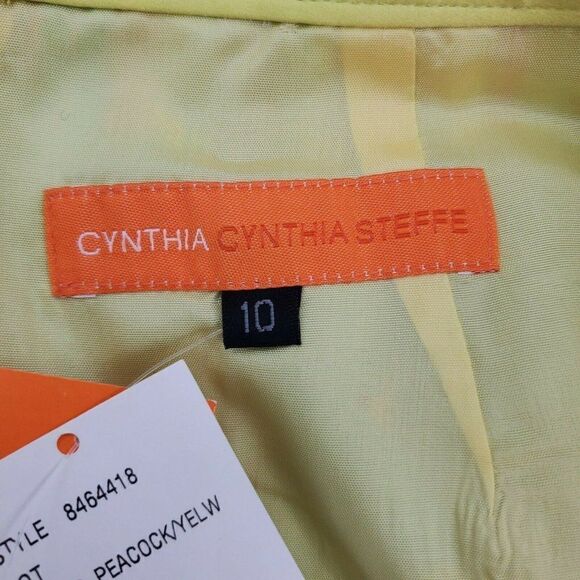 CYNTHIA CYNTHIA STEFFE
10
STYLE 8464418
PEACOCK/YELW